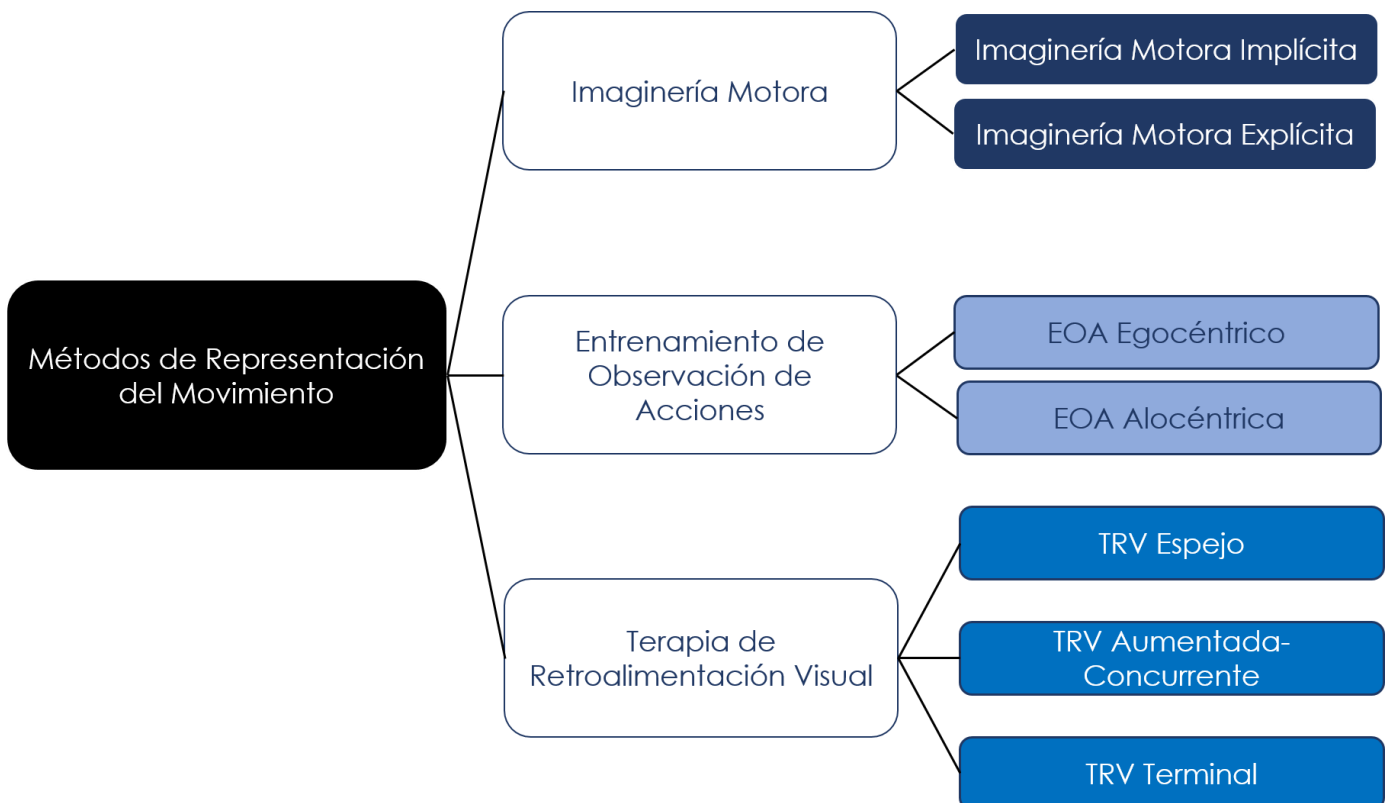 Imaginería Motora Implícita
Imaginería Motora
Imaginería Motora Explícita
Métodos de Representación
del Movimiento
Entrenamiento de
Observación de
Acciones
EOA Egocéntrico
EOA Alocéntrica
Terapia de
Retroalimentación Visual
TRV Espejo
TRV Aumentada-
Concurrente
TRV Terminal